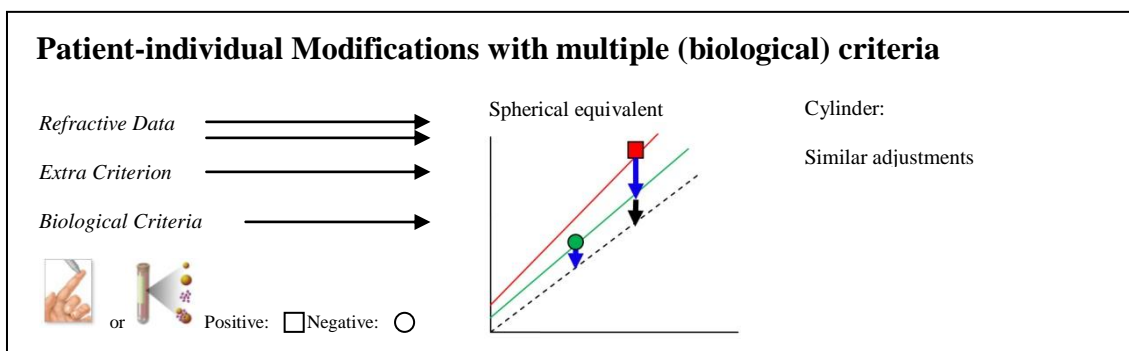 Patient-individual Modifications with multiple (biological) criteria
Refractive Data
Extra Criterion
Biological Criteria
or Positive: Negative:
Spherical equivalent
Cylinder:
Similar adjustments